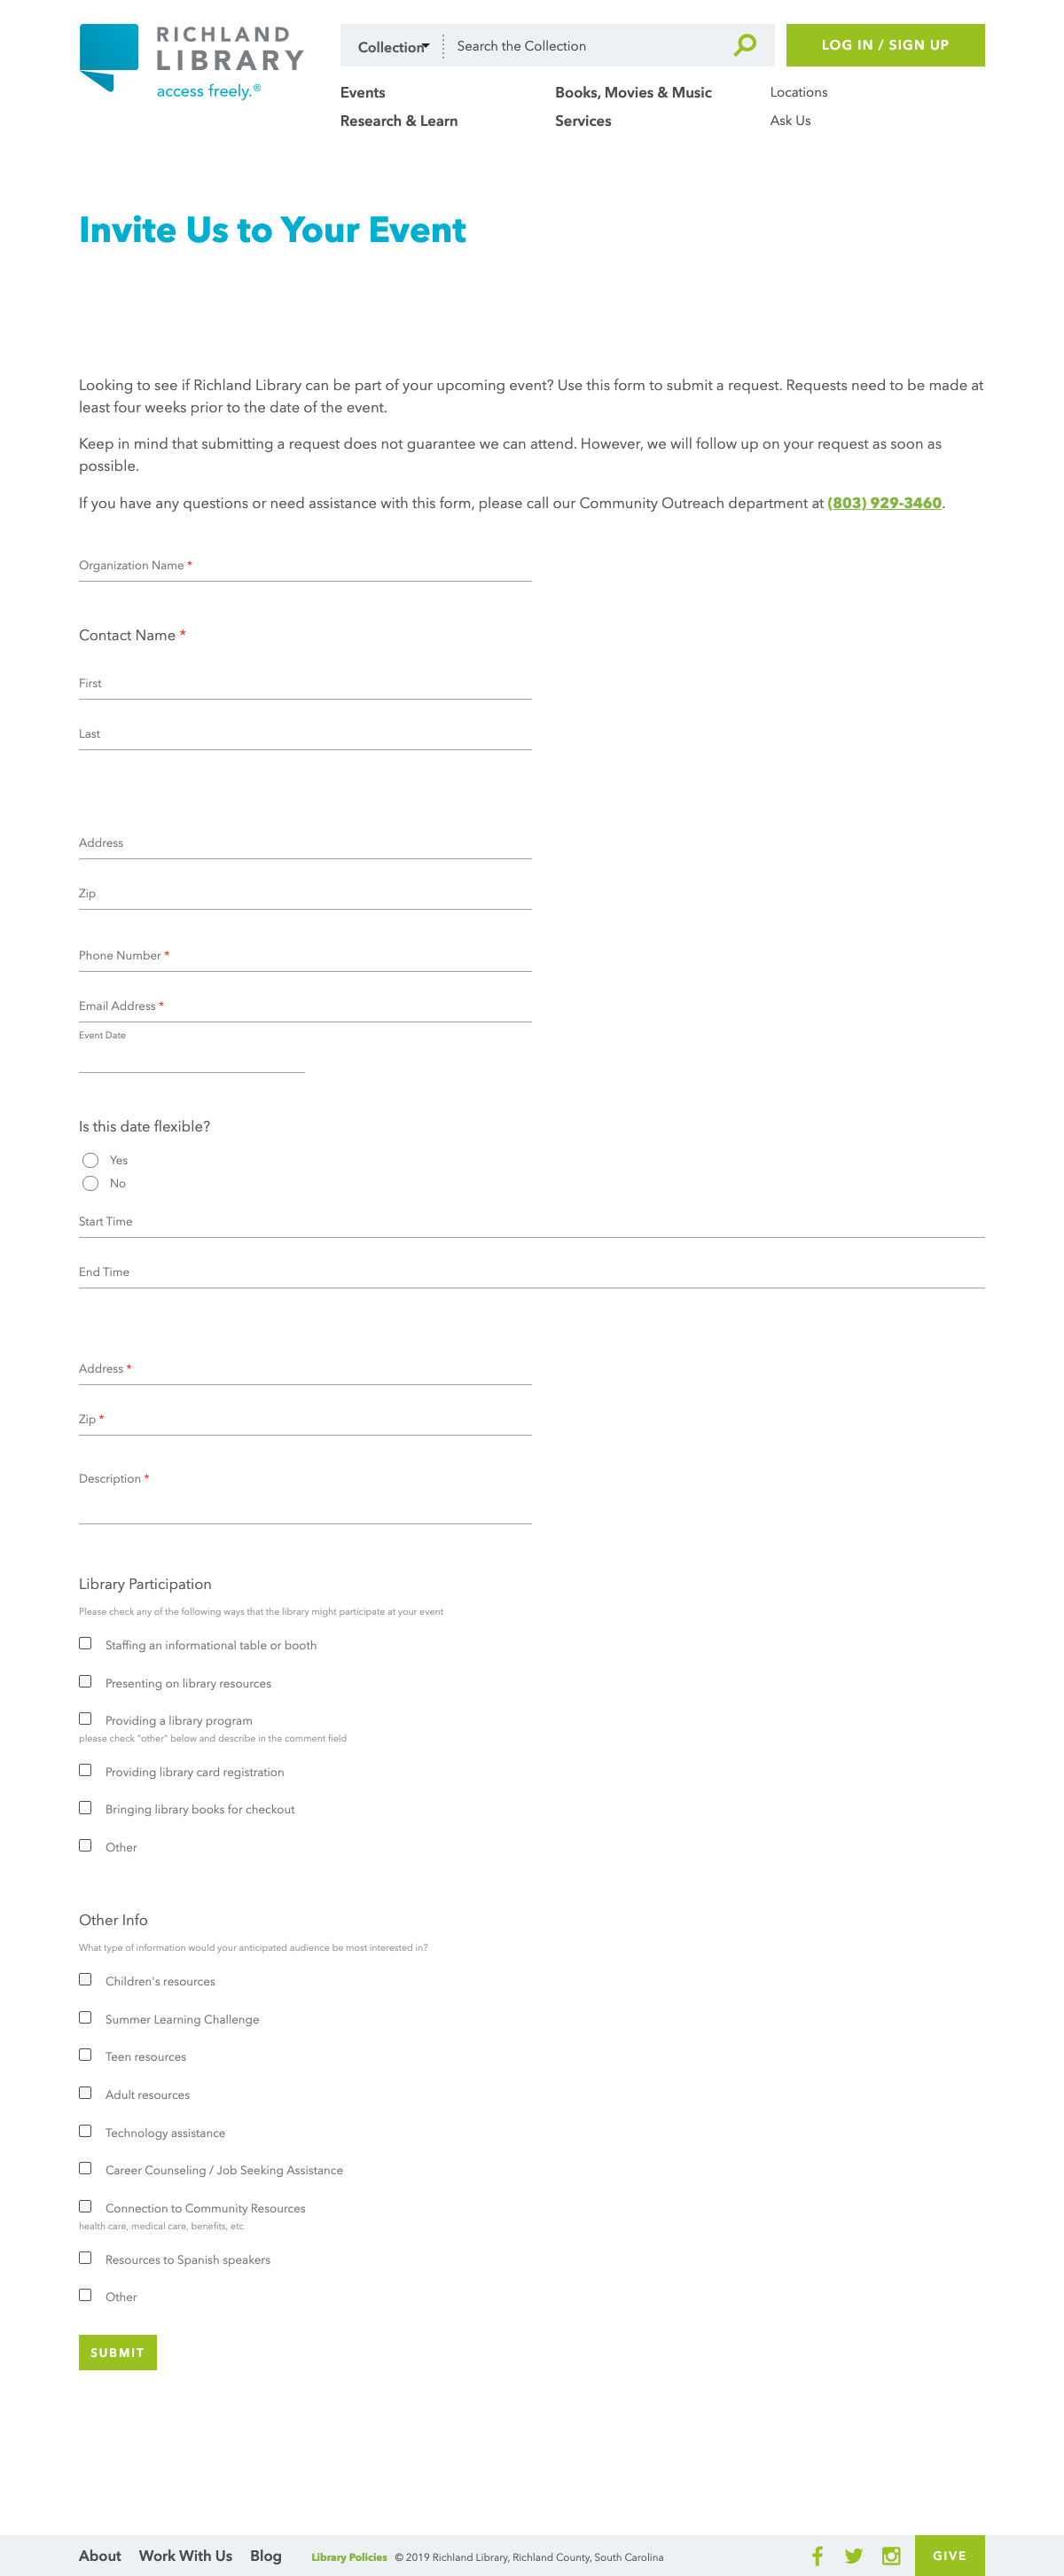 RICHLAND
LIBRARY
access freely.®
Collection
Search the Collection
LOG IN / SIGN UP
Events
Books, Movies & Music
Locations
Research & Learn
Services
Ask Us
Invite Us to Your Event
Looking to see if Richland Library can be part of your upcoming event? Use this form to submit a request. Requests need to be made at
least four weeks prior to the date of the event.
Keep in mind that submitting a request does not guarantee we can attend. However, we will follow up on your request as soon as
possible.
If you have any questions or need assistance with this form, please call our Community Outreach department at (803) 929-3460.
Organization Name *
Contact Name *
First
Last
Address
Zip
Phone Number *
Email Address *
Event Date
Is this date flexible?
Yes
No
Start Time
End Time
Address *
Zip *
Description *
Library Participation
Please check any of the following ways that the library might participate at your event
Staffing an informational table or booth
Presenting on library resources
Providing a library program
please check "other" below and describe in the comment field
Providing library card registration
Bringing library books for checkout
Other
Other Info
What type of information would your anticipated audience be most interested in?
Children's resources
Summer Learning Challenge
Teen resources
Adult resources
Technology assistance
Career Counseling / Job Seeking Assistance
Connection to Community Resources
health care, medical care, benefits, etc
Resources to Spanish speakers
Other
SUBMIT
About
Work With Us
Blog
Library Policies
© 2019 Richland Library, Richland County, South Carolina
GIVE